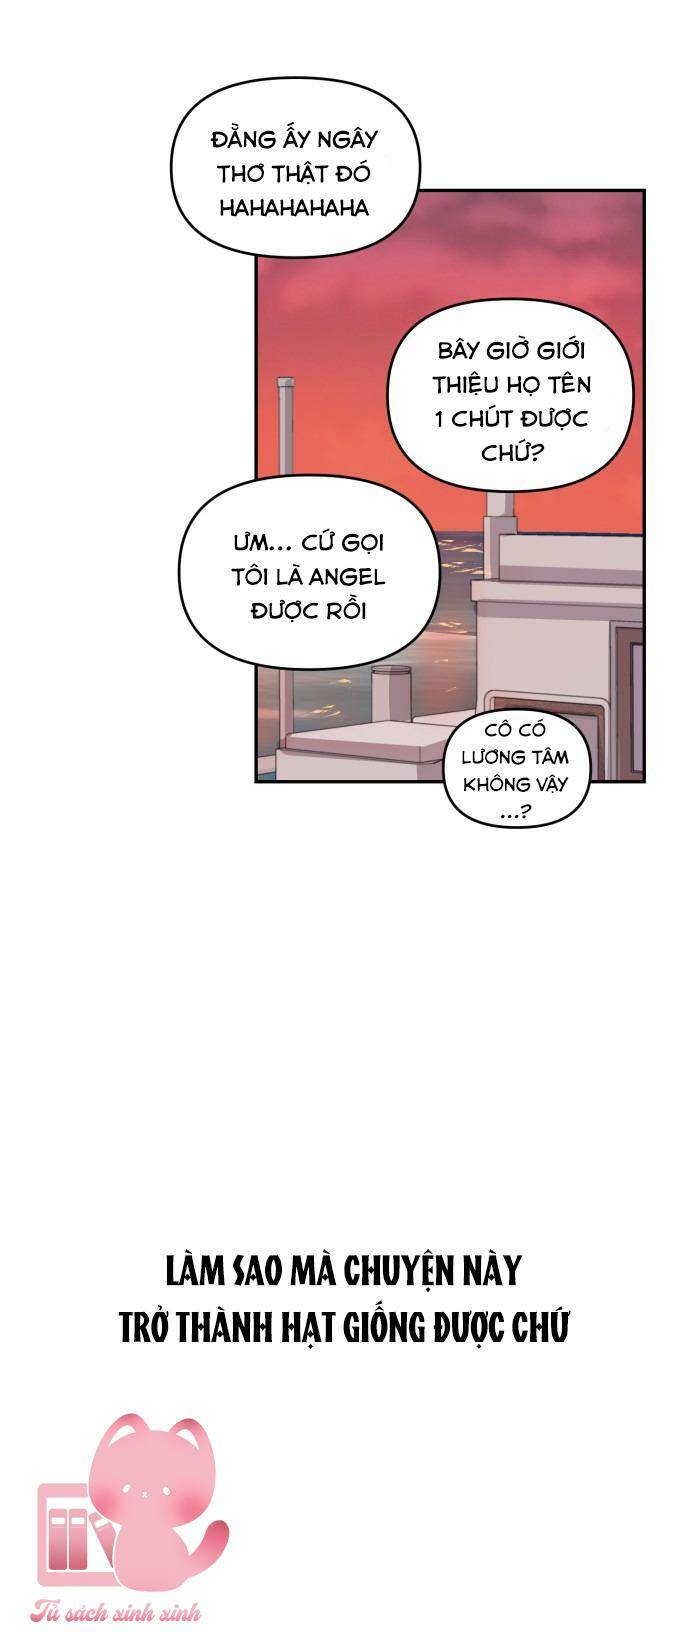 ĐẰNG ẤY NGÂY
THƠ THẬT ĐÓ
HAHAHAHAHA
BÂY GIỜ GIỚI
THIỆU HỌ TÊN
1 CHÚT ĐƯỢC
CHỨ?
ƯM... CỨ GỌI
TÔI LÀ ANGEL
ĐƯỢC RỒI
CÔ CÓ
LƯƠNG TÂM
KHÔNG VẬY
...?
LÀM SAO MÀ CHUYỆN NÀY
TRỞ THÀNH HẠT GIỐNG ĐƯỢC CHỨ
Tủ sách xinh xinh